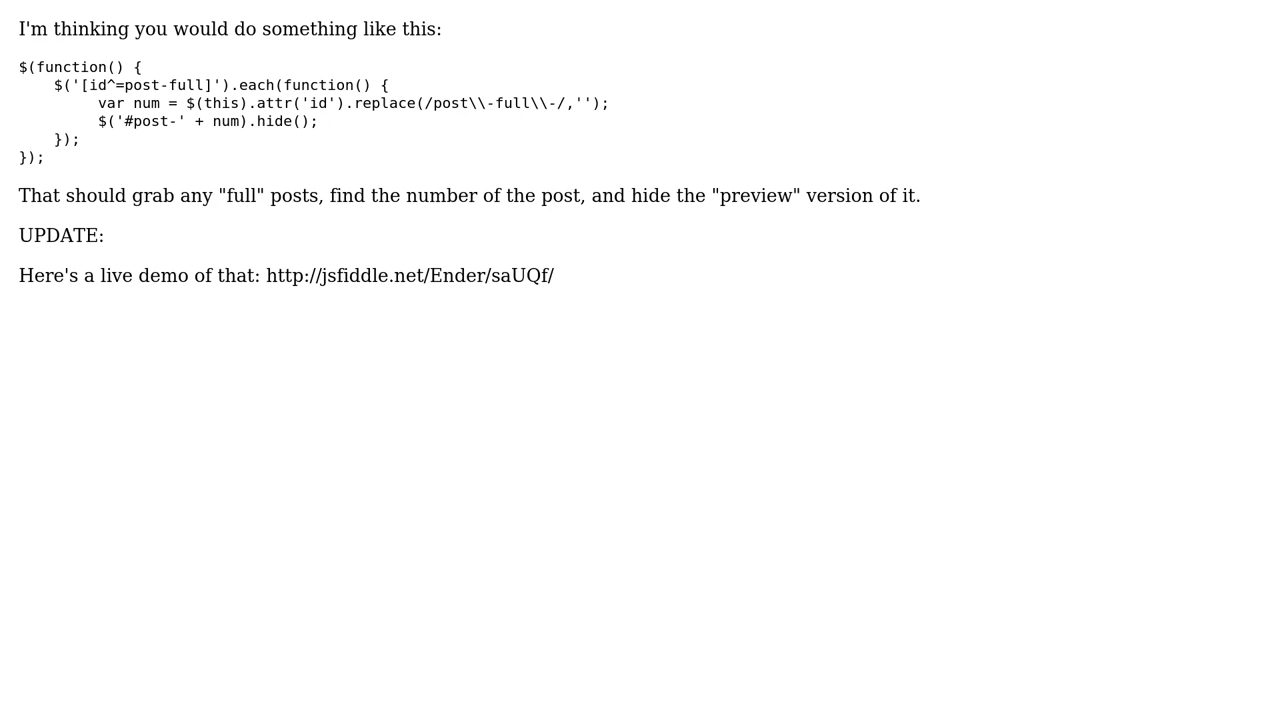 I'm thinking you would do something like this:
$(function() {
    $('[id^=post-full]').each(function() {
         var num = $(this).attr('id').replace(/post\\-full\\-/,'');
         $('#post-' + num).hide();
    });
});
That should grab any "full" posts, find the number of the post, and hide the "preview" version of it.
UPDATE:
Here's a live demo of that: http://jsfiddle.net/Ender/saUQf/